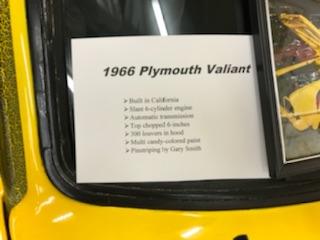 1966 Plymouth Valiant
➤ Built in California
➤ Slant 6-cylinder engine
➤ Automatic transmission
➤ Top chopped 6-inches
➤ 300 louvers in hood
➤ Multi candy-colored paint
➤ Pinstriping by Gary Smith